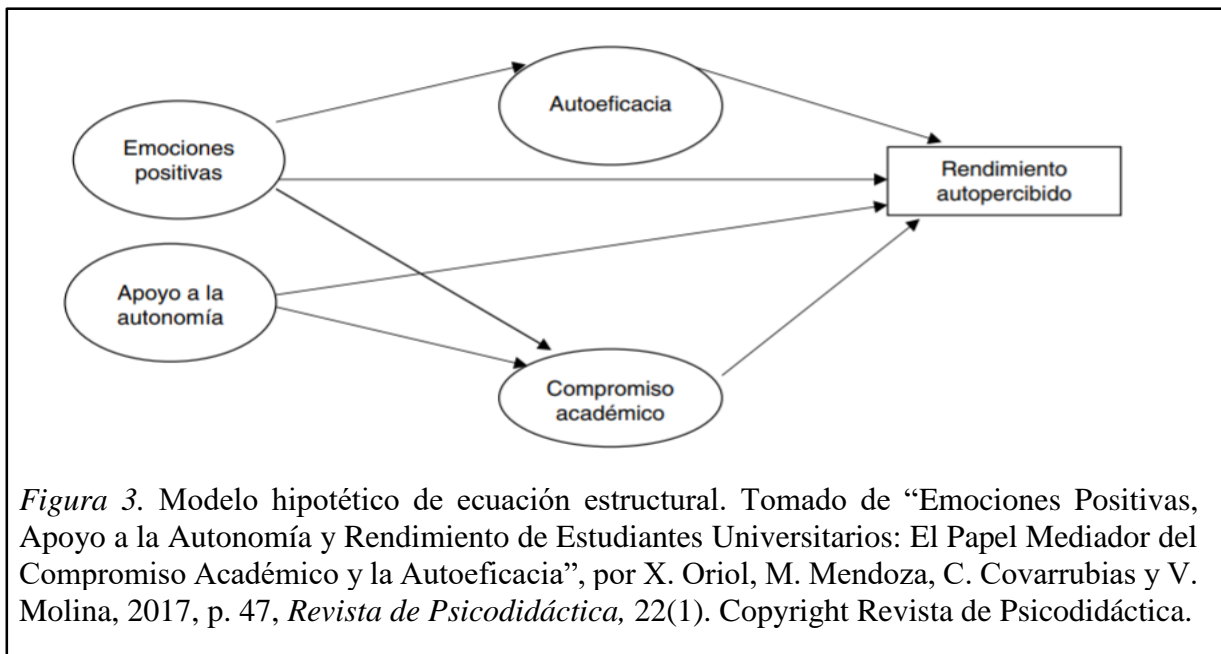 Autoeficacia
Emociones
positivas
Rendimiento
autopercibido
Apoyo a la
autonomía
Compromiso
académico
Figura 3. Modelo hipotético de ecuación estructural. Tomado de “Emociones Positivas,
Apoyo a la Autonomía y Rendimiento de Estudiantes Universitarios: El Papel Mediador del
Compromiso Académico y la Autoeficacia”, por X. Oriol, M. Mendoza, C. Covarrubias y V.
Molina, 2017, p. 47, Revista de Psicodidáctica, 22(1). Copyright Revista de Psicodidáctica.